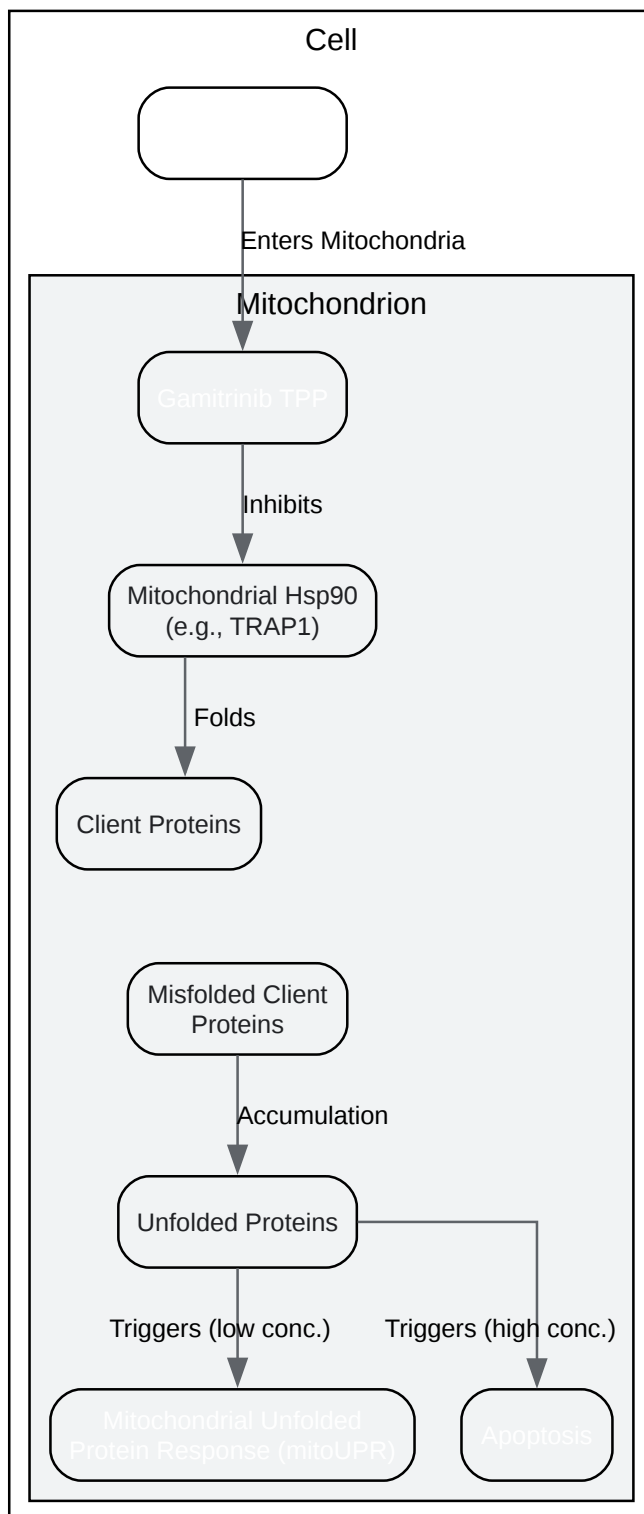 Cell
Enters Mitochondria
Mitochondrion
Gamitrinib TPP
Inhibits
Mitochondrial Hsp90
(e.g., TRAP1)
Folds
Client Proteins
Misfolded Client
Proteins
Accumulation
Unfolded Proteins
Triggers (low conc.)
Triggers (high conc.)
Mitochondrial Unfolded
Protein Response (mitoUPR)
Apoptosis